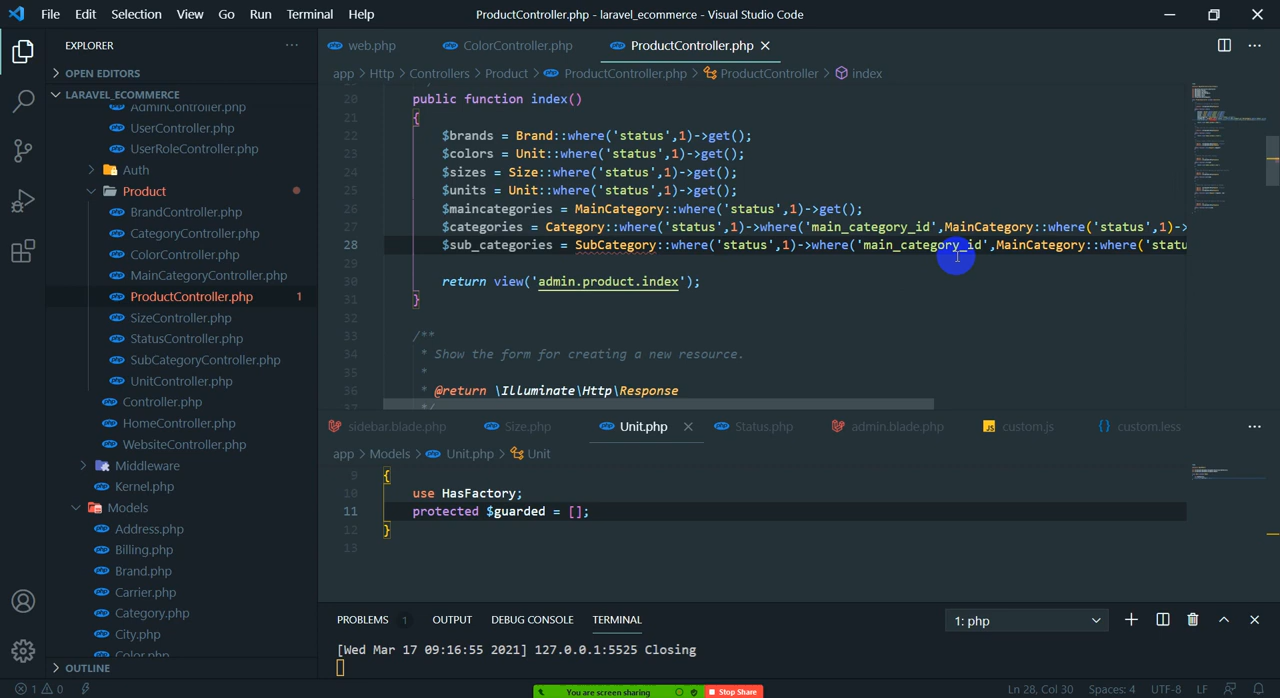 File Edit Selection View Go Run Terminal Help
ProductController.php - laravel_ecommerce - Visual Studio Code
EXPLORER
OPEN EDITORS
LARAVEL_ECOMMERCE
AdminController.php
UserController.php
UserRoleController.php
Auth
Product
BrandController.php
CategoryController.php
ColorController.php
MainCategoryController.php
ProductController.php 1
SizeController.php
StatusController.php
SubCategoryController.php
UnitController.php
Controller.php
HomeController.php
WebsiteController.php
Middleware
Kernel.php
Models
Address.php
Billing.php
Brand.php
Carrier.php
Category.php
City.php
Color.php
OUTLINE
web.php ColorController.php ProductController.php
app > Http > Controllers > Product > ProductController.php > ProductController > index
20 public function index()
21 {
22 $brands = Brand::where('status',1)->get();
23 $colors = Unit::where('status',1)->get();
24 $sizes = Size::where('status',1)->get();
25 $units = Unit::where('status',1)->get();
26 $maincategories = MainCategory::where('status',1)->get();
27 $categories = Category::where('status',1)->where('main_category_id',MainCategory::where('status',1)->
28 $sub_categories = SubCategory::where('status',1)->where('main_category_id',MainCategory::where('statu
29
30 return view('admin.product.index');
31 }
32
33 /**
34 * Show the form for creating a new resource.
35 *
36 * @return \Illuminate\Http\Response
37 */
sidebar.blade.php Size.php Unit.php Status.php admin.blade.php custom.js custom.less
app > Models > Unit.php > Unit
9 {
10 use HasFactory;
11 protected $guarded = [];
12 }
13
PROBLEMS 1 OUTPUT DEBUG CONSOLE TERMINAL
1: php
[Wed Mar 17 09:16:55 2021] 127.0.0.1:5525 Closing
1 0
You are screen sharing Stop Share
Ln 28, Col 30 Spaces: 4 UTF-8 LF